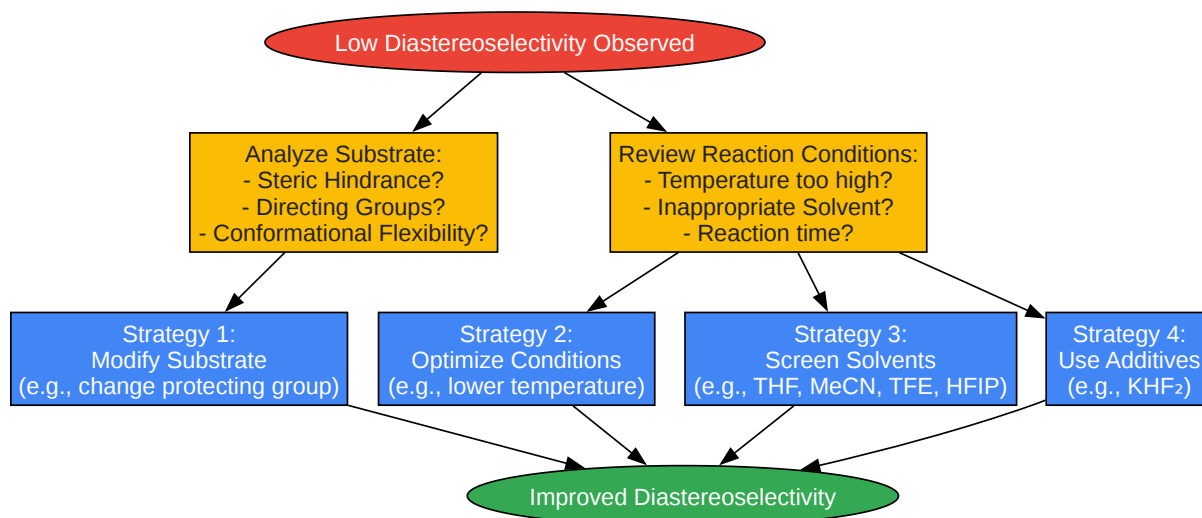 Low Diastereoselectivity Observed
Analyze Substrate:
- Steric Hindrance?
- Directing Groups?
- Conformational Flexibility?
Review Reaction Conditions:
- Temperature too high?
- Inappropriate Solvent?
- Reaction time?
Strategy 1:
Modify Substrate
(e.g., change protecting group)
Strategy 2:
Optimize Conditions
(e.g., lower temperature)
Strategy 3:
Screen Solvents
(e.g., THF, MeCN, TFE, HFIP)
Strategy 4:
Use Additives
(e.g., KHF₂)
Improved Diastereoselectivity